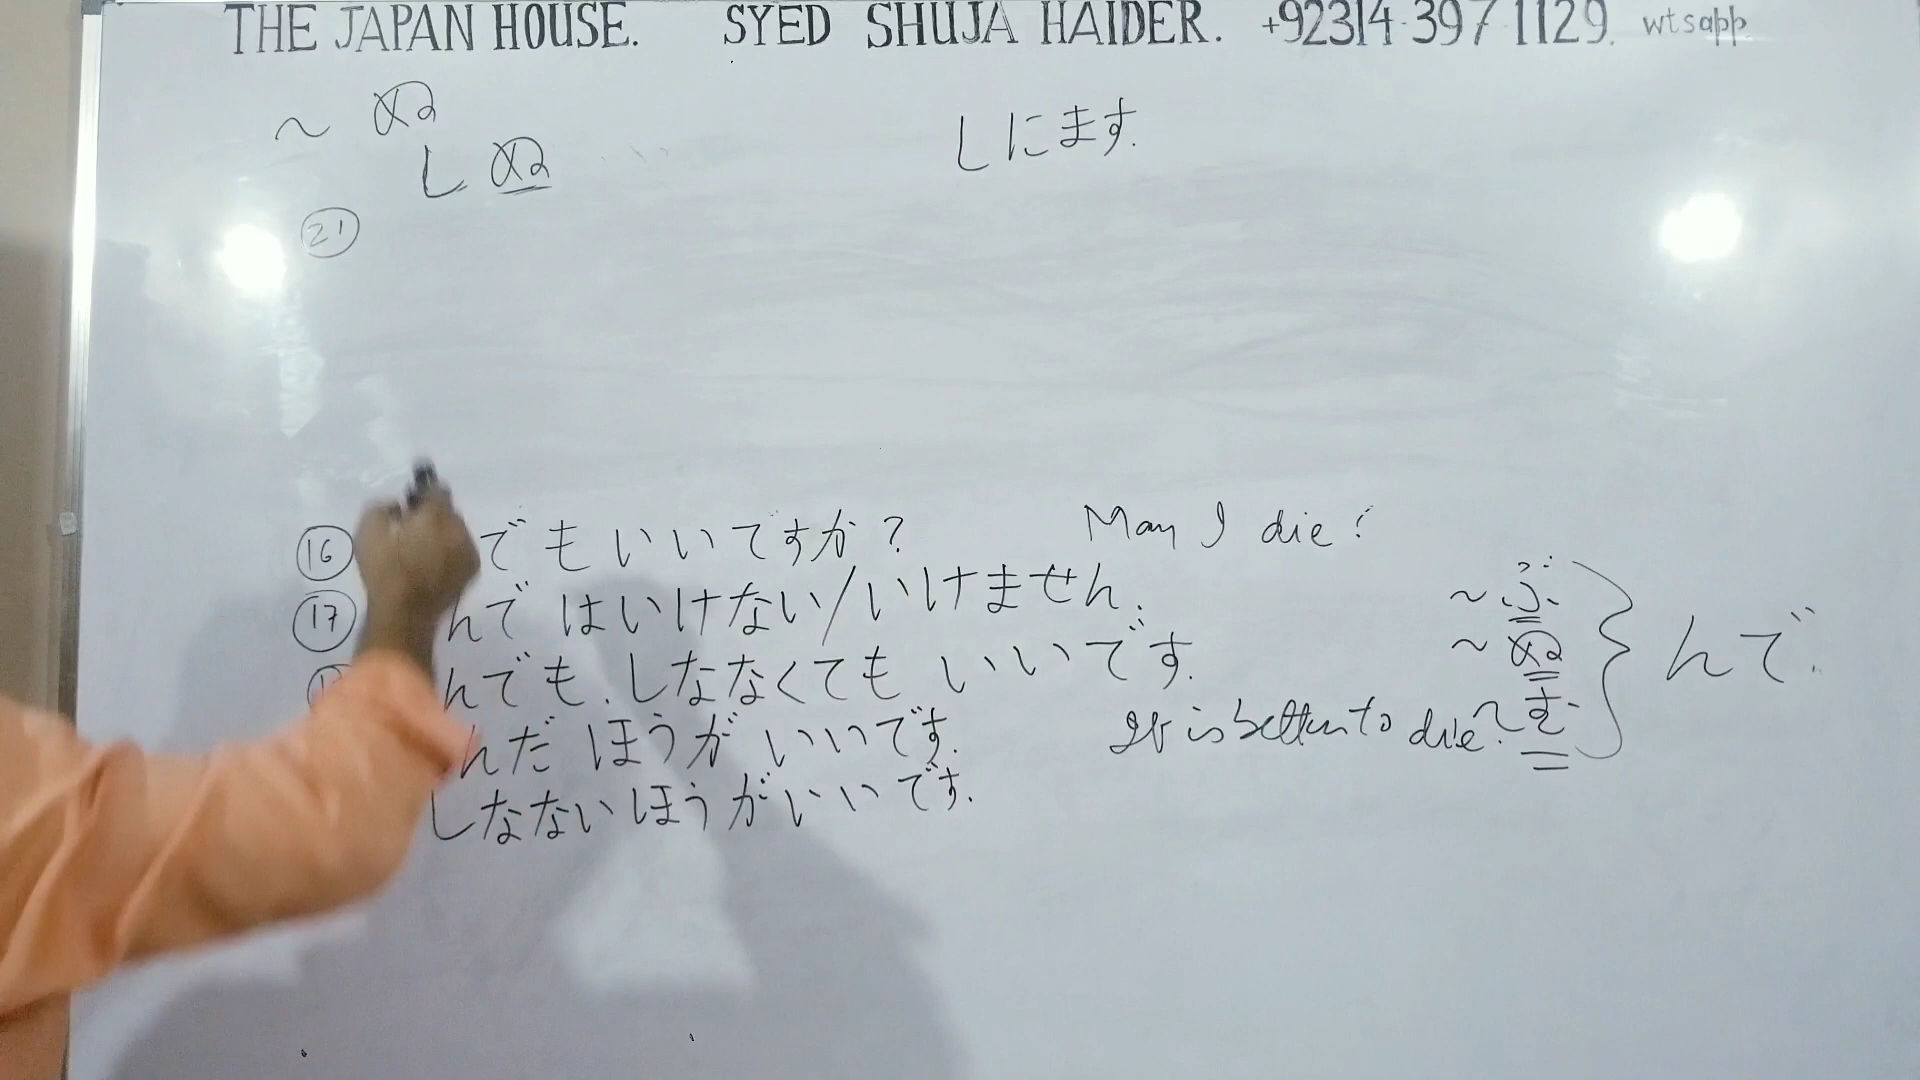 THE JAPAN HOUSE. SYED SHUJA HAIDER. +92314-3971129. wtsapp
~ ぬ
しぬ
しにます.
21
16 でもいいですか?
May I die?
17 んではいけない/いけません.
んでも.しななくてもいいです.
んだほうがいいです.
It is better to die?
しなないほうがいいです.
~ぶ
~ぬ
~む
んで.